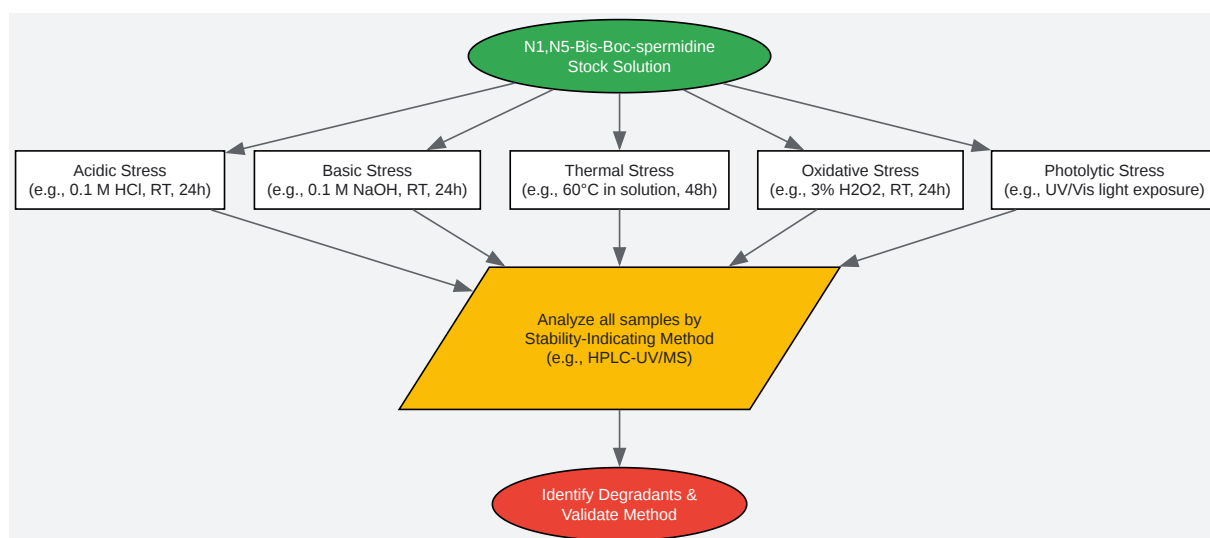 N1,N5-Bis-Boc-spermidine
Stock Solution
Acidic Stress
(e.g., 0.1 M HCl, RT, 24h)
Basic Stress
(e.g., 0.1 M NaOH, RT, 24h)
Thermal Stress
(e.g., 60°C in solution, 48h)
Oxidative Stress
(e.g., 3% H2O2, RT, 24h)
Photolytic Stress
(e.g., UV/Vis light exposure)
Analyze all samples by
Stability-Indicating Method
(e.g., HPLC-UV/MS)
Identify Degradants &
Validate Method